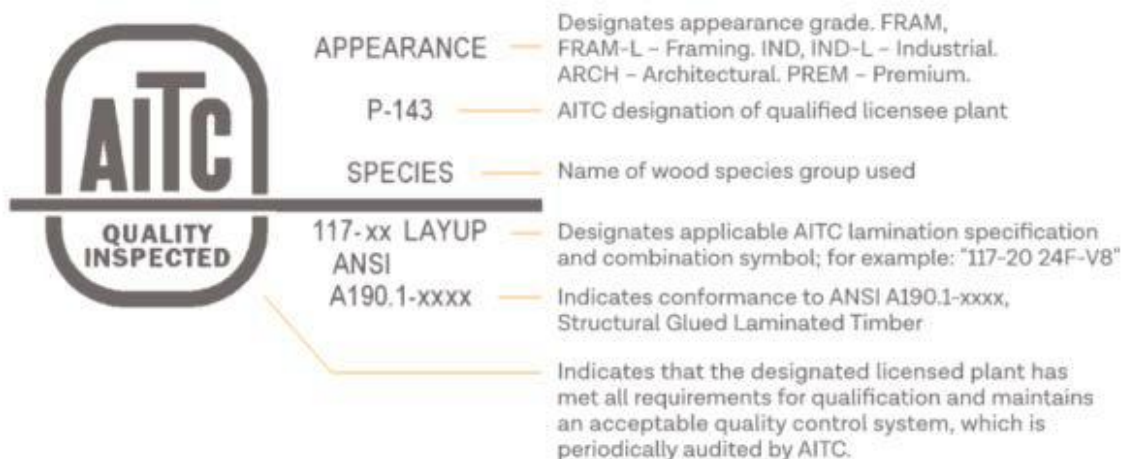 AITC
QUALITY
INSPECTED
APPEARANCE
Designates appearance grade. FRAM,
FRAM-L – Framing. IND, IND-L – Industrial.
ARCH – Architectural. PREM – Premium.
P-143
AITC designation of qualified licensee plant
SPECIES
Name of wood species group used
117-xx LAYUP
Designates applicable AITC lamination specification
and combination symbol; for example: "117-20 24F-V8"
ANSI
A190.1-xxxx
Indicates conformance to ANSI A190.1-xxxx,
Structural Glued Laminated Timber
Indicates that the designated licensed plant has
met all requirements for qualification and maintains
an acceptable quality control system, which is
periodically audited by AITC.